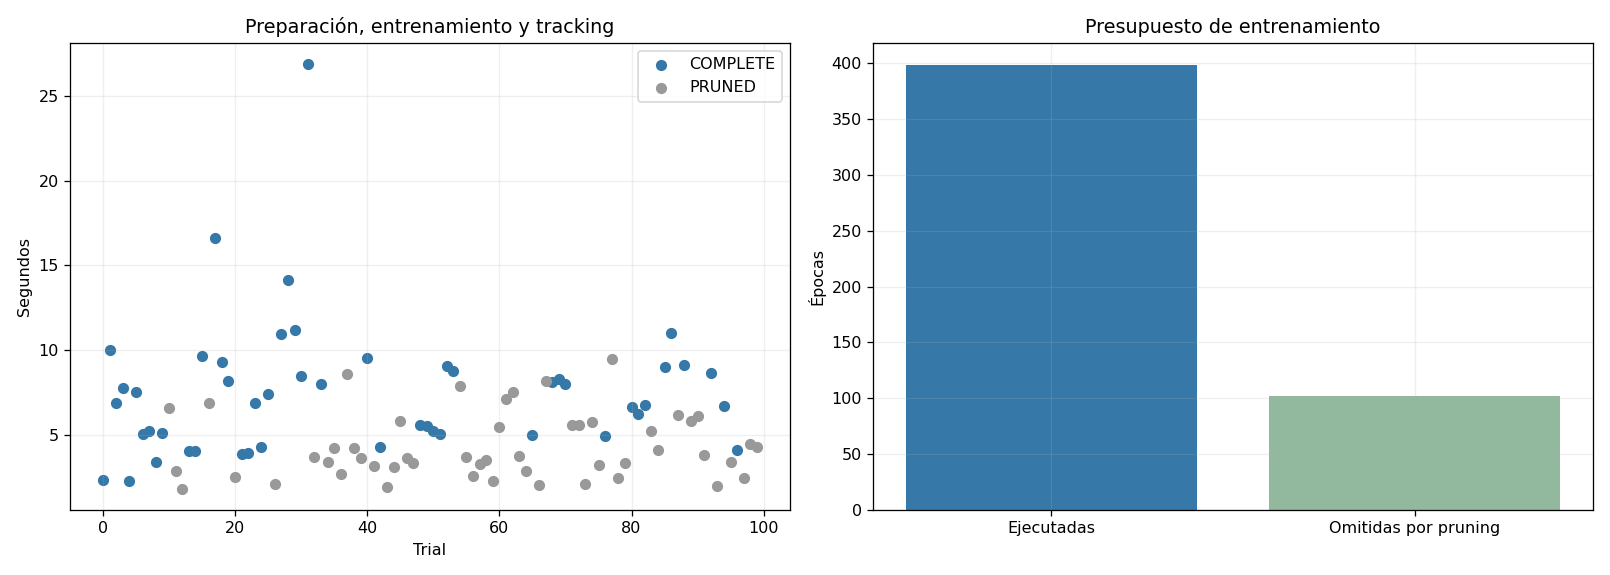 Preparación, entrenamiento y tracking
COMPLETE
PRUNED
25
20
15
10
5
Segundos
0
20
40
60
80
100
Trial
Presupuesto de entrenamiento
400
350
300
250
200
150
100
50
0
Épocas
Ejecutadas
Omitidas por pruning